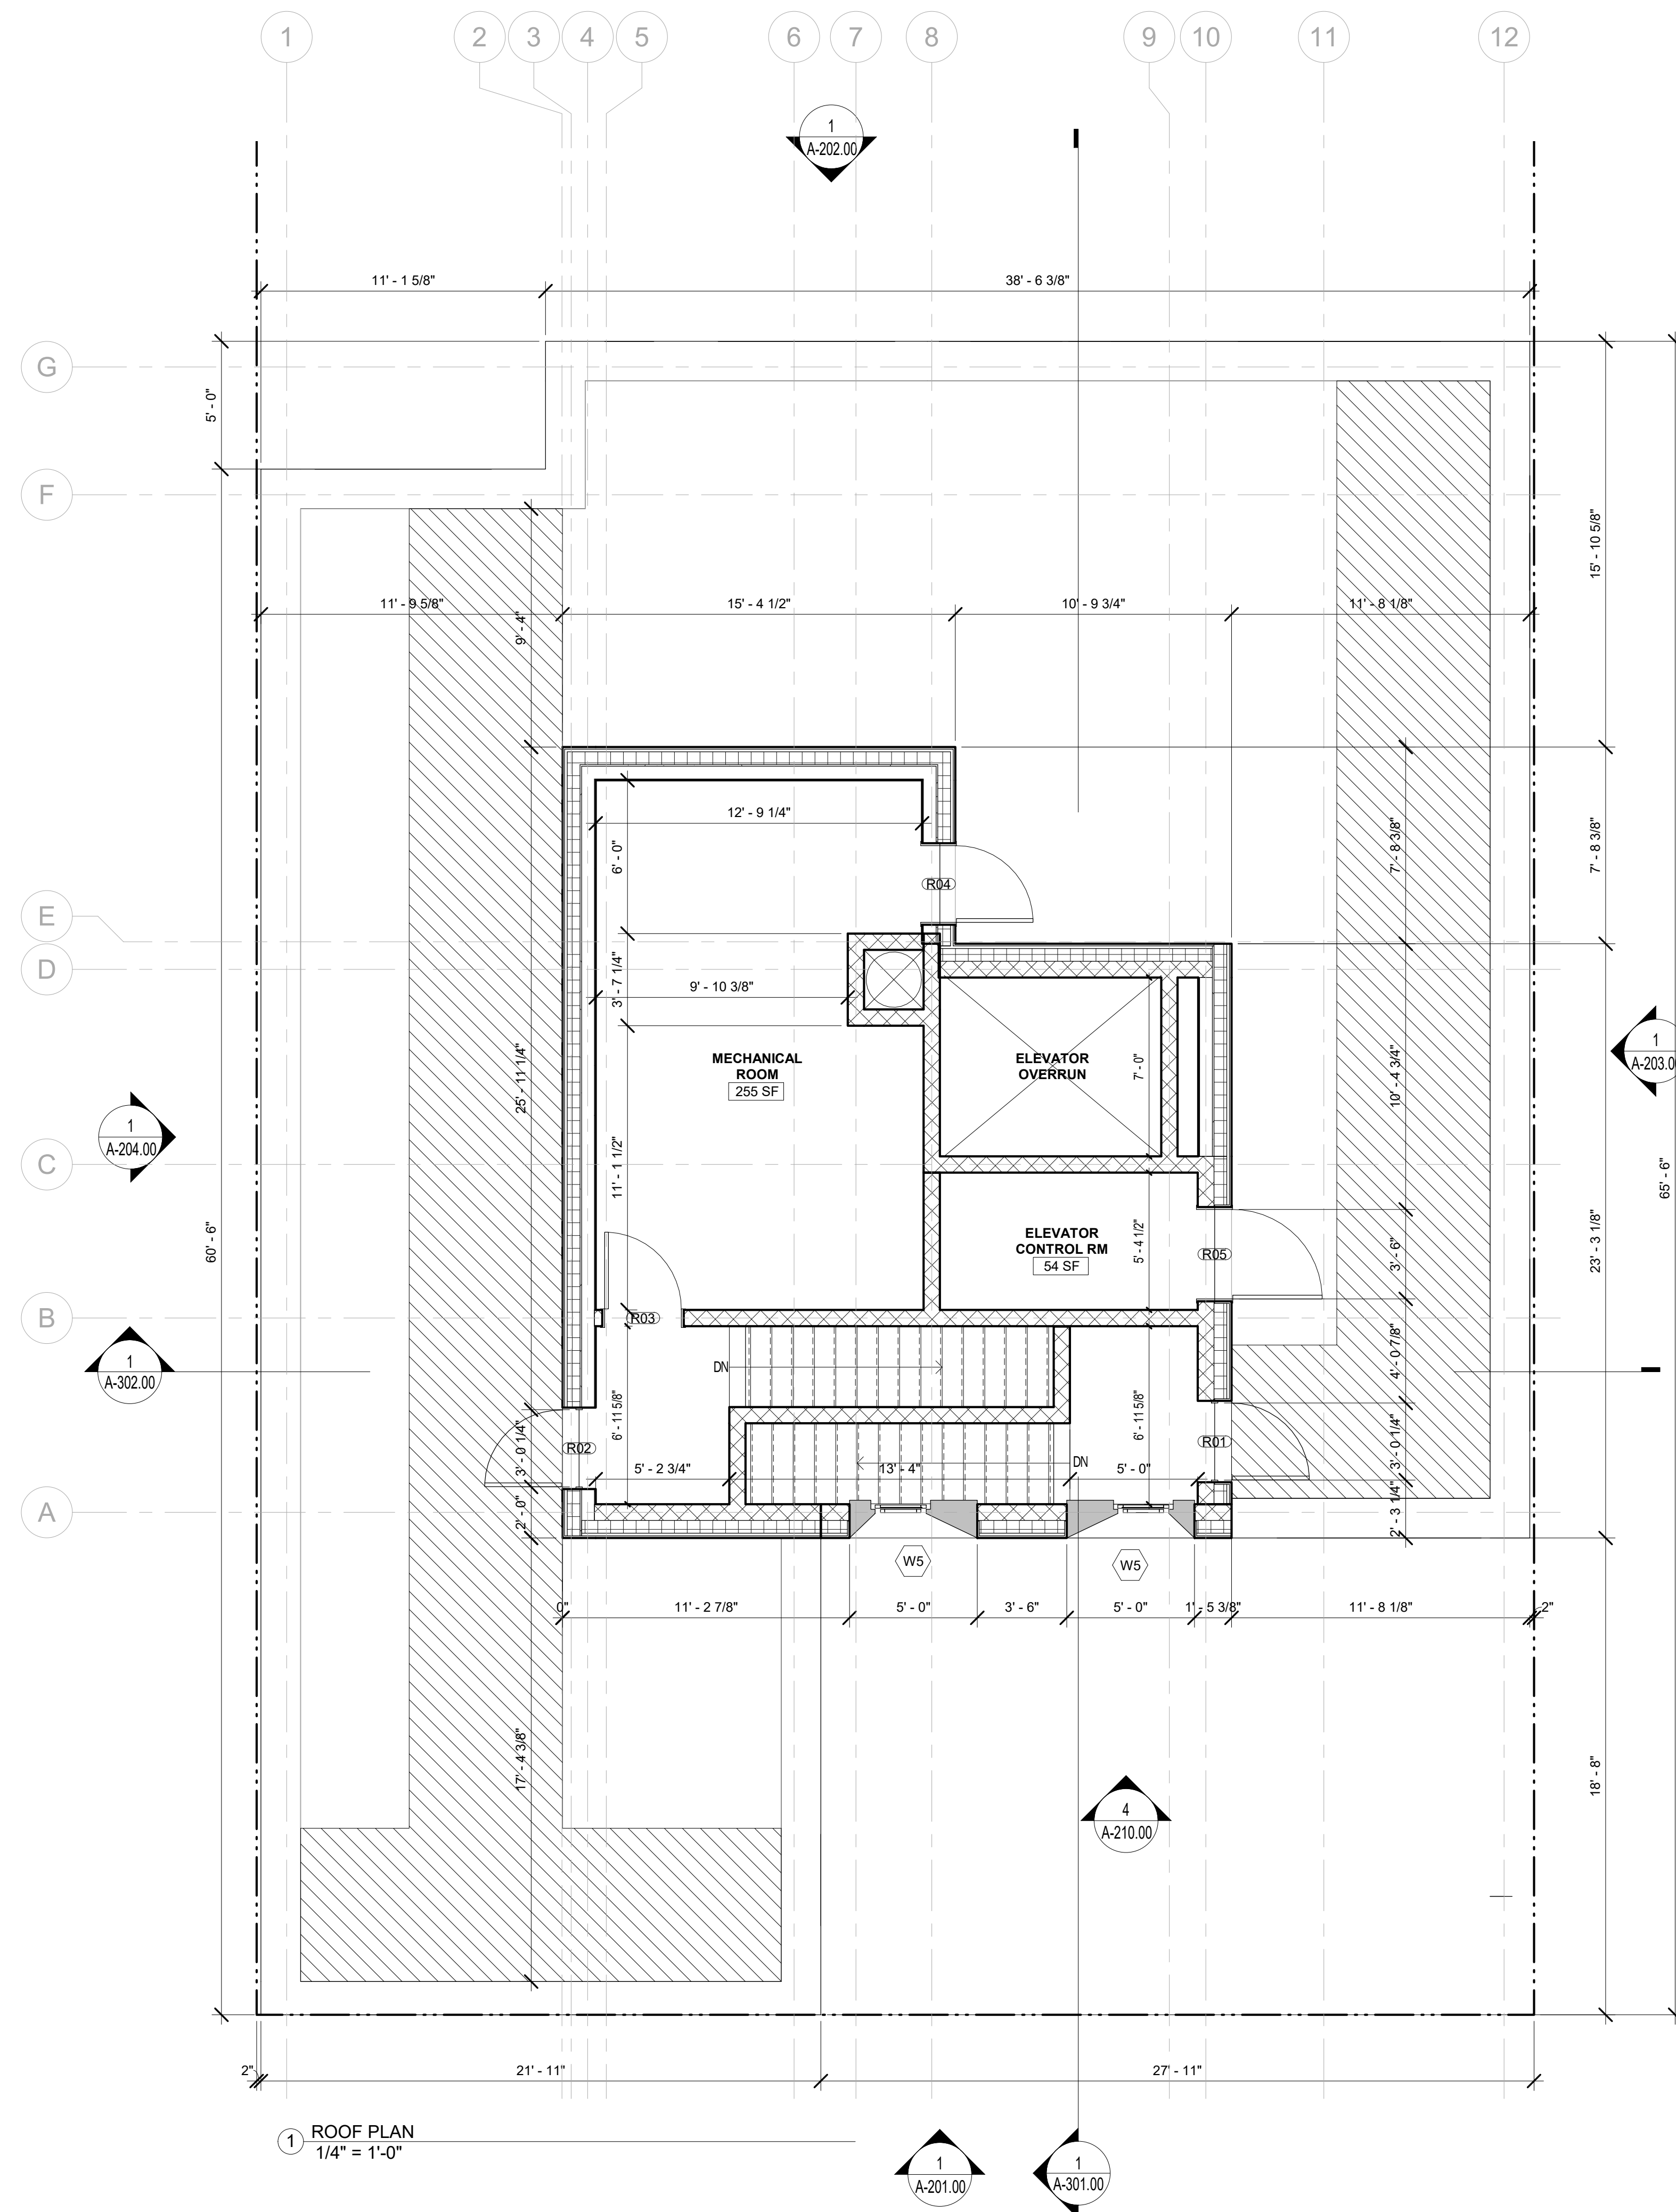 1 2 3 4 5 6 7 8 9 10 11 12
1
A-202.00
11' - 1 5/8" 38' - 6 3/8"
G
5' - 0"
F
15' - 10 5/8"
11' - 9 5/8" 15' - 4 1/2" 10' - 9 3/4" 11' - 8 1/8"
9' - 4"
12' - 9 1/4"
6' - 0"
7' - 8 3/8"
7' - 8 3/8"
R04
E
D
3' - 7 1/4"
9' - 10 3/8"
25' - 11 1/4"
MECHANICAL
ROOM
255 SF
ELEVATOR
OVERRUN
7' - 0"
10' - 4 3/4"
1
A-203.0
1
A-204.00
C
11' - 1 1/2"
65' - 6"
60' - 6"
ELEVATOR
CONTROL RM
54 SF
5' - 4 1/2"
R05
3' - 6"
23' - 3 1/8"
B
R03
1
A-302.00
DN
4' - 0 7/8"
6' - 11 5/8"
6' - 11 5/8"
R02
R01
3' - 0 1/4"
3' - 0 1/4"
5' - 2 3/4" 13' - 4" DN 5' - 0"
A
2' - 0"
2' - 3 1/4"
W5 W5
0" 11' - 2 7/8" 5' - 0" 3' - 6" 5' - 0" 1' - 5 3/8" 11' - 8 1/8" 2"
17' - 4 3/8"
18' - 8"
4
A-210.00
2" 21' - 11" 27' - 11"
1 ROOF PLAN
1/4" = 1'-0"
1
A-201.00
1
A-301.00